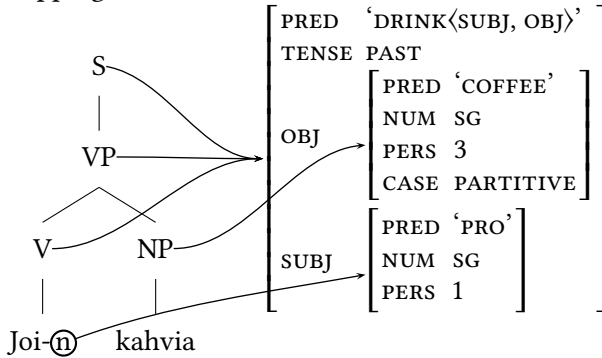 PRED ‘DRINK⟨SUBJ, OBJ⟩’
TENSE PAST
S
PRED ‘COFFEE’
NUM SG
OBJ
PERS 3
VP
CASE PARTITIVE
PRED ‘PRO’
V NP
SUBJ
NUM SG
PERS 1
Joi-n kahvia